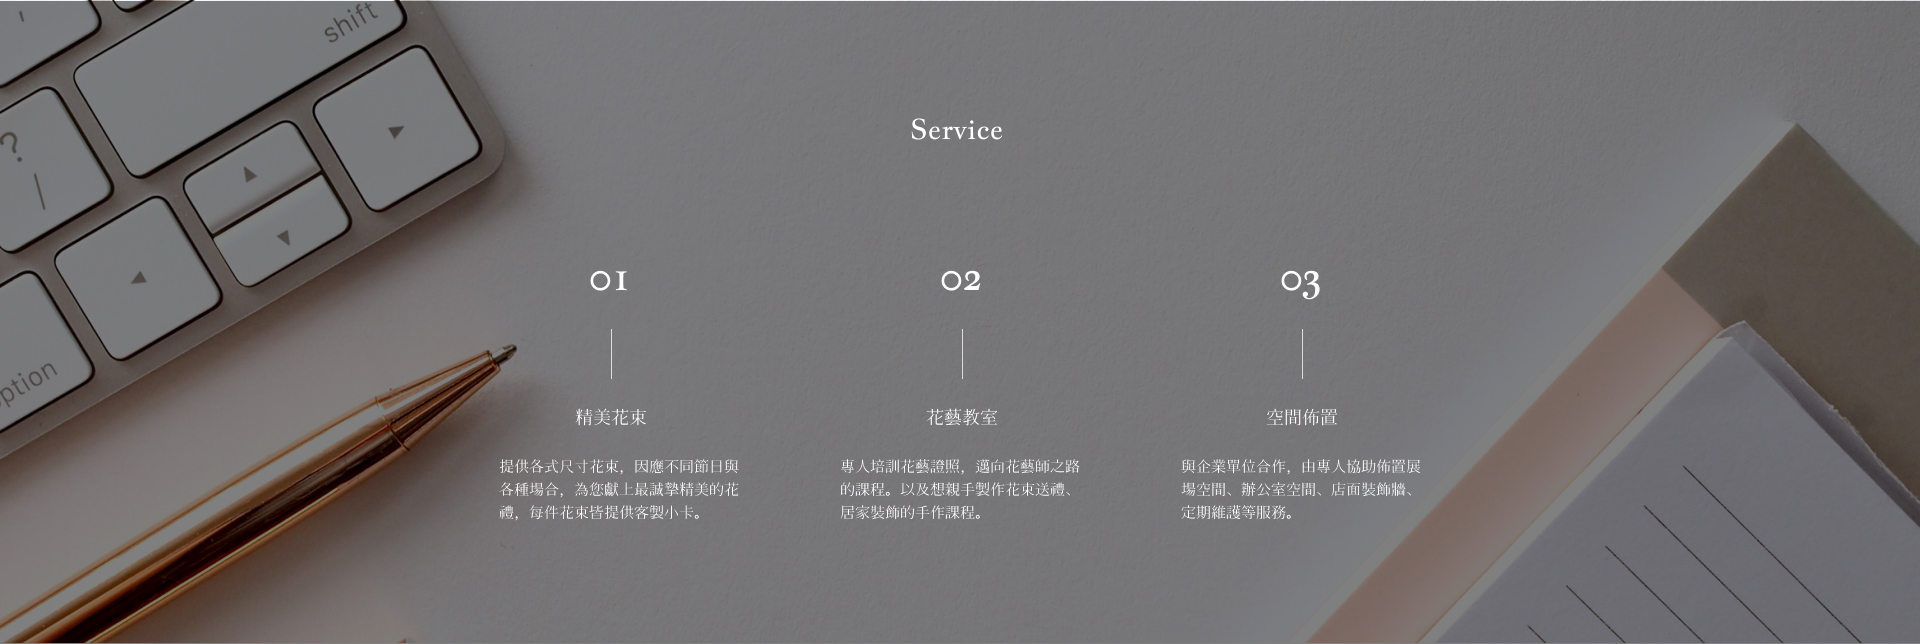 shift
?
/
option
Service
01
02
03
精美花束
花藝教室
空間佈置
提供各式尺寸花束，因應不同節日與
各種場合，為您獻上最誠摯精美的花
禮，每件花束皆提供客製小卡。
專人培訓花藝證照，邁向花藝師之路
的課程。以及想親手製作花束送禮、
居家裝飾的手作課程。
與企業單位合作，由專人協助佈置展
場空間、辦公室空間、店面裝飾牆、
定期維護等服務。